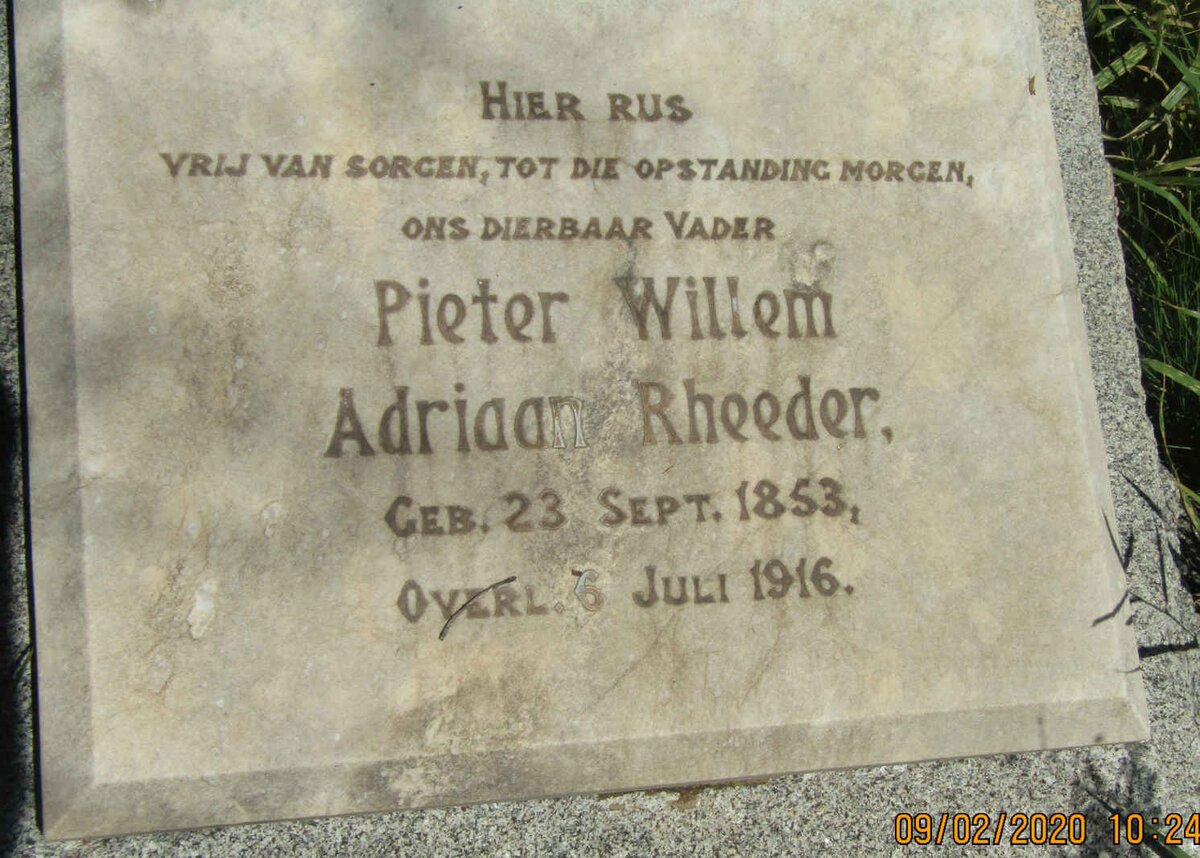 HIER RUS
VRIJ VAN SORGEN, TOT DIE OPSTANDING MORGEN,
ONS DIERBAAR VADER
Pieter Willem
Adriaan Rheeder.
GEB. 23 SEPT. 1853,
OVERL. 6 JULI 1916.
09/02/2020 10:24